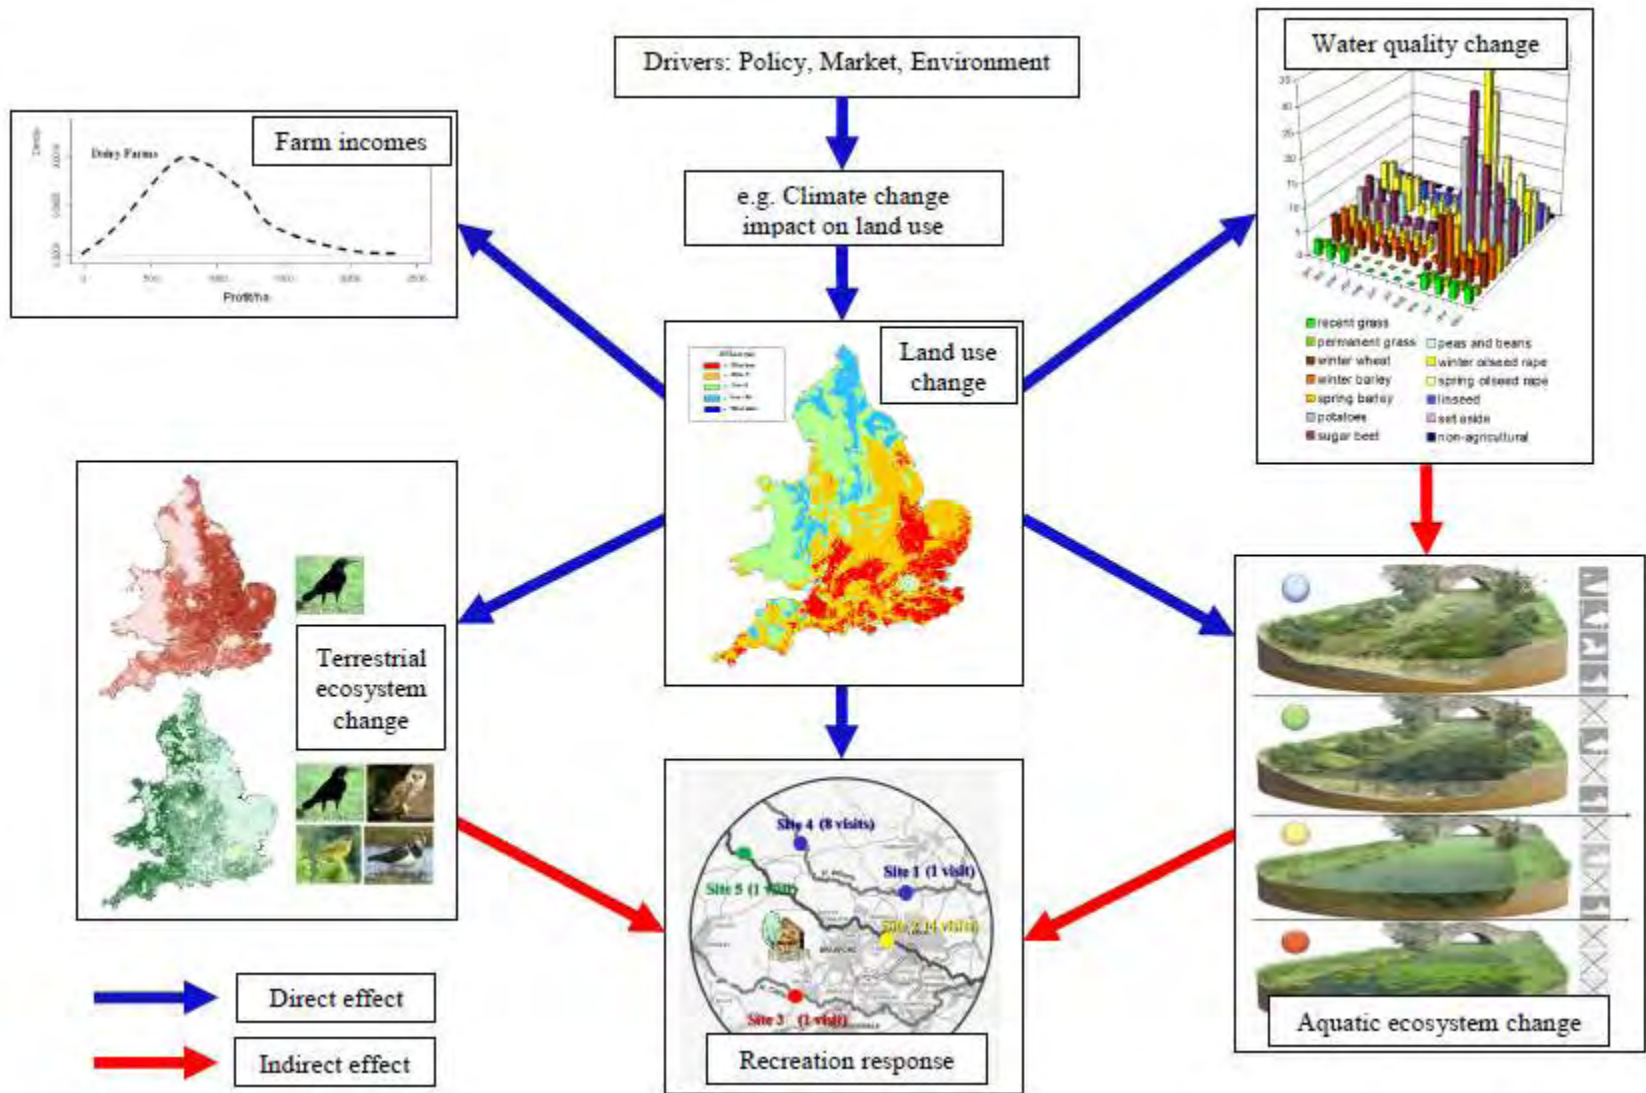 Drivers: Policy, Market, Environment
Water quality change
Farm incomes
Dairy Farms
Profit/ha
e.g. Climate change
impact on land use
Land use
change
recent grass
permanent grass
peas and beans
winter wheat
winter oilseed rape
winter barley
spring oilseed rape
spring barley
linseed
potatoes
set aside
sugar beet
non-agricultural
Terrestrial
ecosystem
change
Site 4 (8 visits)
Site 1 (1 visit)
Site 5 (1 visit)
Site 3 (1 visit)
Recreation response
Aquatic ecosystem change
Direct effect
Indirect effect